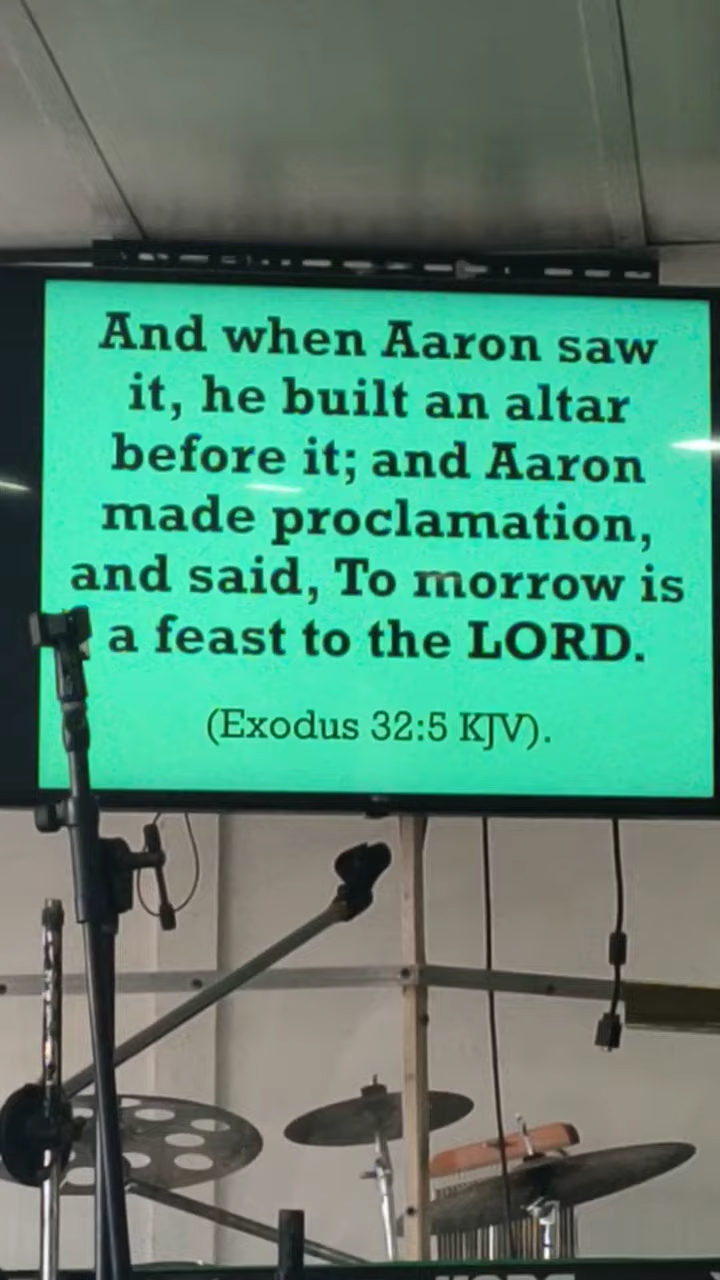 And when Aaron saw
it, he built an altar
before it; and Aaron
made proclamation,
and said, To morrow is
a feast to the LORD.
(Exodus 32:5 KJV).